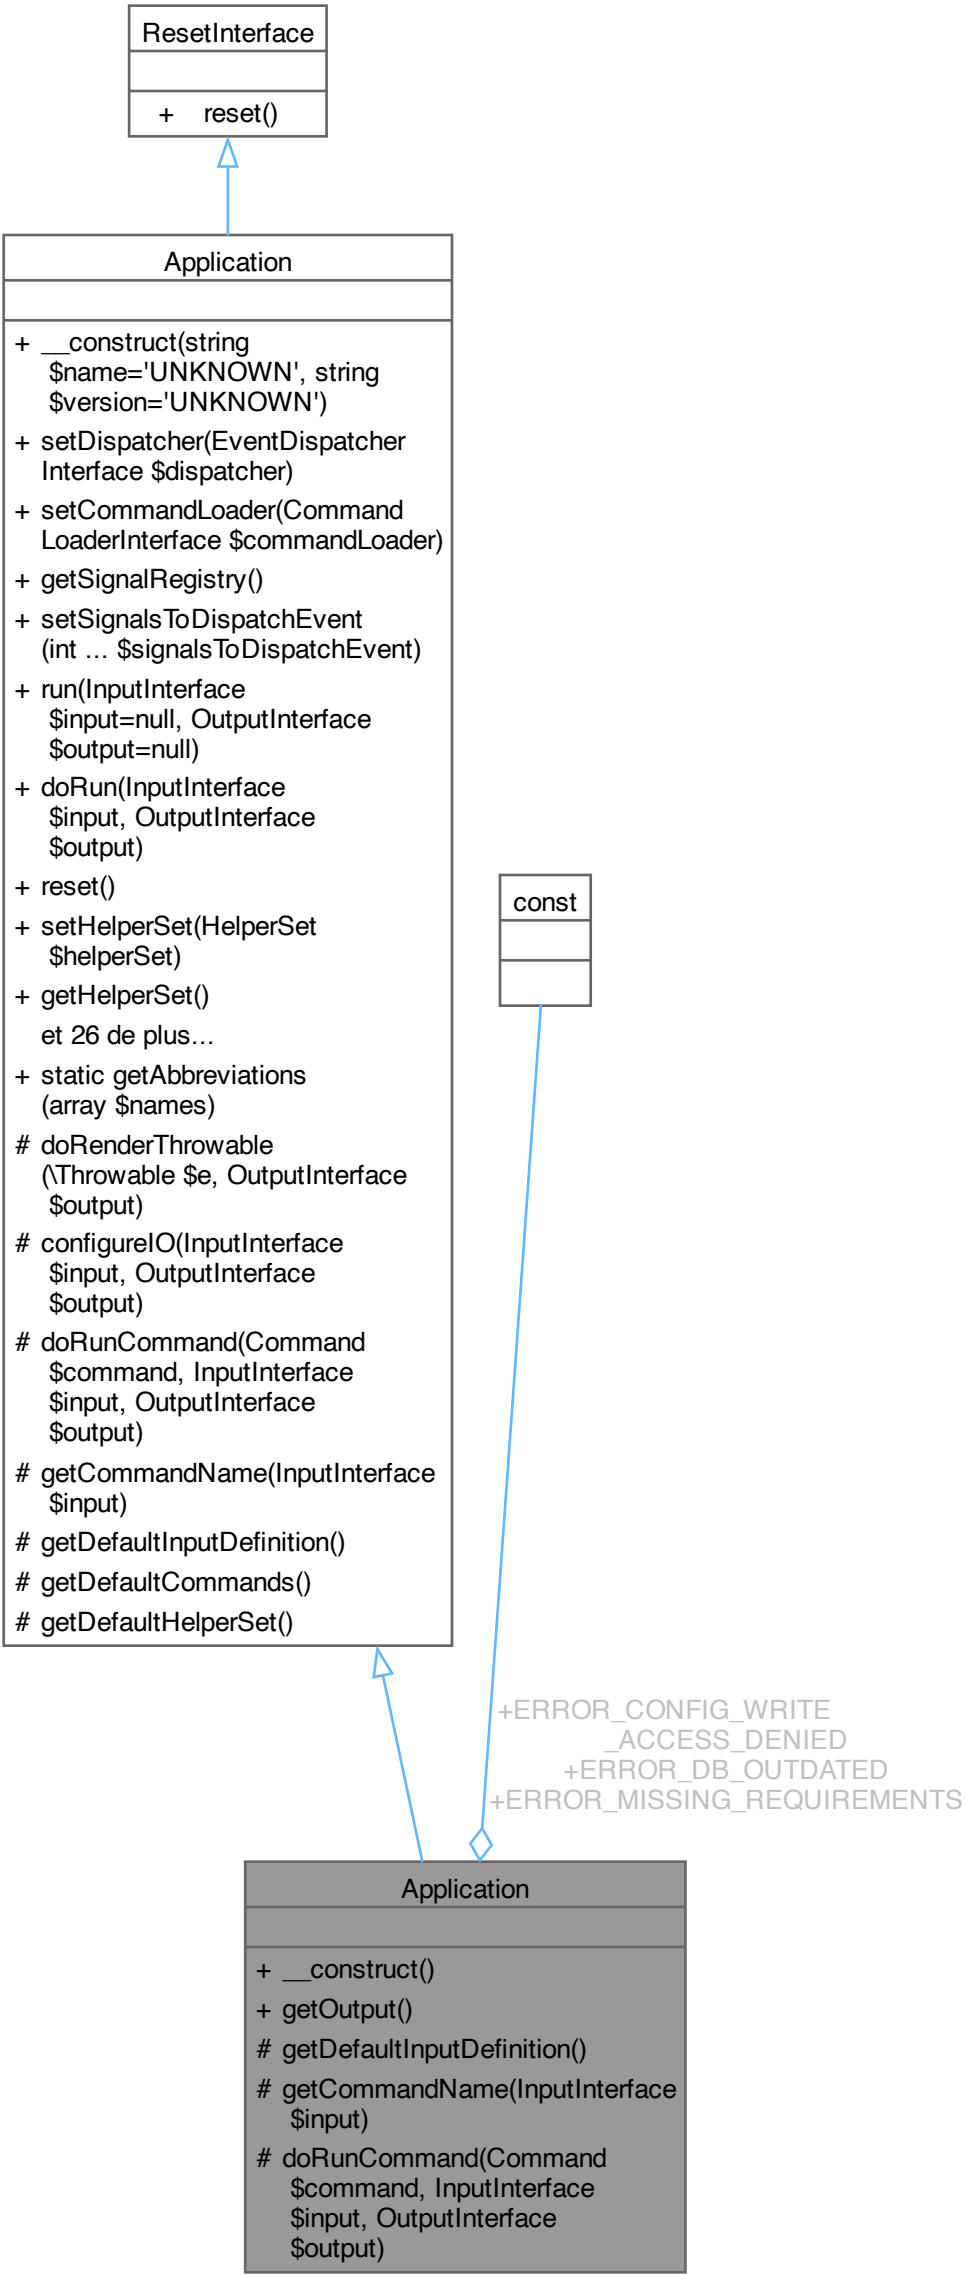 ResetInterface
+ reset()
Application
+ __construct(string
$name='UNKNOWN', string
$version='UNKNOWN')
+ setDispatcher(EventDispatcher
Interface $dispatcher)
+ setCommandLoader(Command
LoaderInterface $commandLoader)
+ getSignalRegistry()
+ setSignalsToDispatchEvent
(int ... $signalsToDispatchEvent)
+ run(InputInterface
$input=null, OutputInterface
$output=null)
+ doRun(InputInterface
$input, OutputInterface
$output)
+ reset()
+ setHelperSet(HelperSet
$helperSet)
+ getHelperSet()
et 26 de plus...
+ static getAbbreviations
(array $names)
# doRenderThrowable
(\Throwable $e, OutputInterface
$output)
# configureIO(InputInterface
$input, OutputInterface
$output)
# doRunCommand(Command
$command, InputInterface
$input, OutputInterface
$output)
# getCommandName(InputInterface
$input)
# getDefaultInputDefinition()
# getDefaultCommands()
# getDefaultHelperSet()
const
+ERROR_CONFIG_WRITE
_ACCESS_DENIED
+ERROR_DB_OUTDATED
+ERROR_MISSING_REQUIREMENTS
Application
+ __construct()
+ getOutput()
# getDefaultInputDefinition()
# getCommandName(InputInterface
$input)
# doRunCommand(Command
$command, InputInterface
$input, OutputInterface
$output)